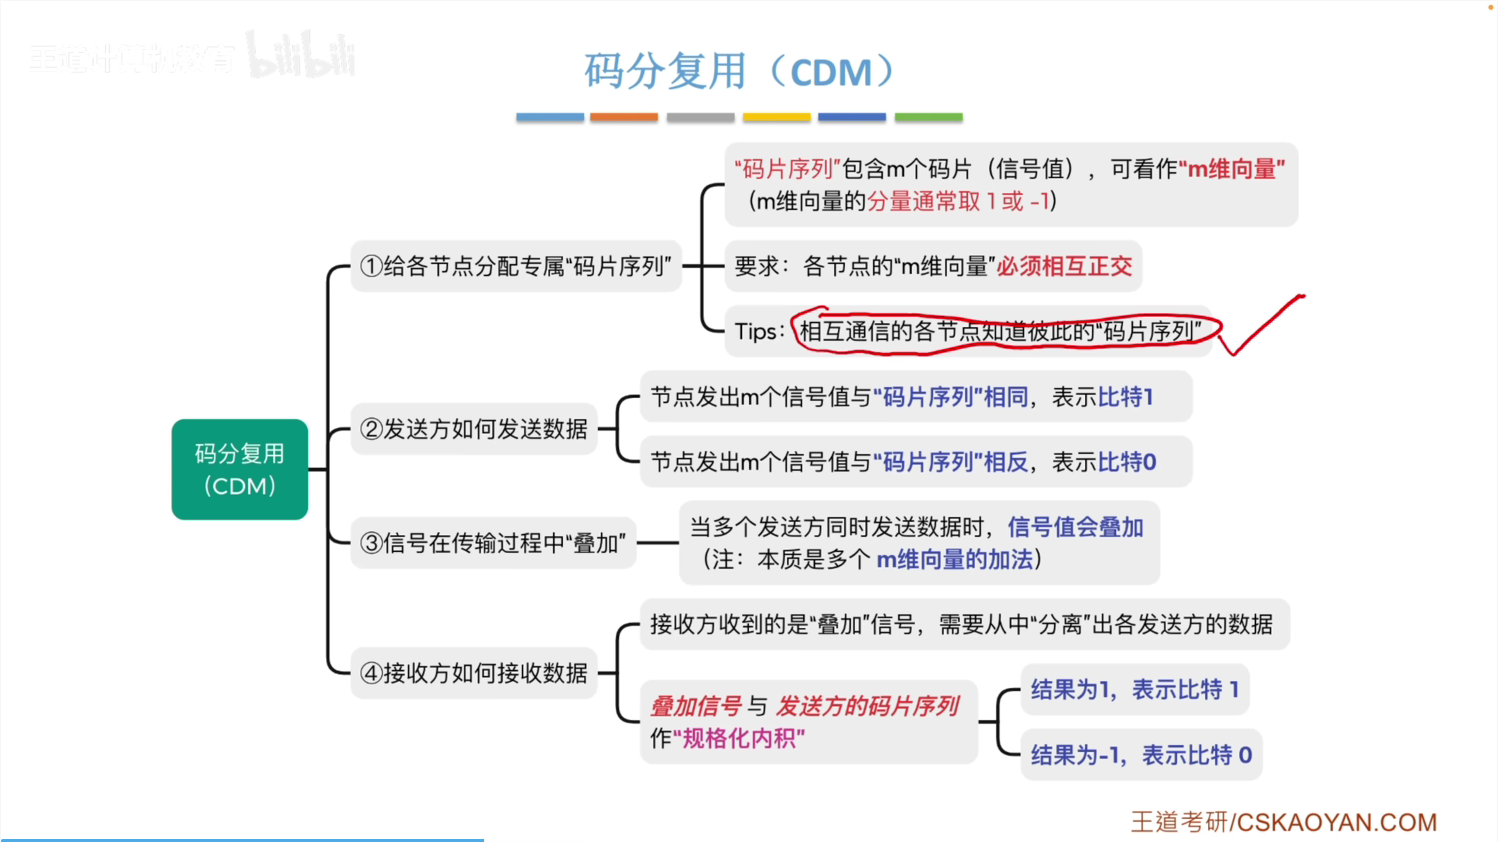 王道计算机教育 bilibili
码分复用（CDM）
“码片序列”包含m个码片（信号值），可看作“m维向量”
（m维向量的分量通常取 1 或 -1）
①给各节点分配专属“码片序列”
要求：各节点的“m维向量”必须相互正交
Tips：相互通信的各节点知道彼此的“码片序列”
节点发出m个信号值与“码片序列”相同，表示比特1
②发送方如何发送数据
节点发出m个信号值与“码片序列”相反，表示比特0
码分复用
（CDM）
③信号在传输过程中“叠加”
当多个发送方同时发送数据时，信号值会叠加
（注：本质是多个 m维向量的加法）
接收方收到的是“叠加”信号，需要从中“分离”出各发送方的数据
④接收方如何接收数据
叠加信号 与 发送方的码片序列
作“规格化内积”
结果为1，表示比特 1
结果为-1，表示比特 0
王道考研/CSKAOYAN.COM